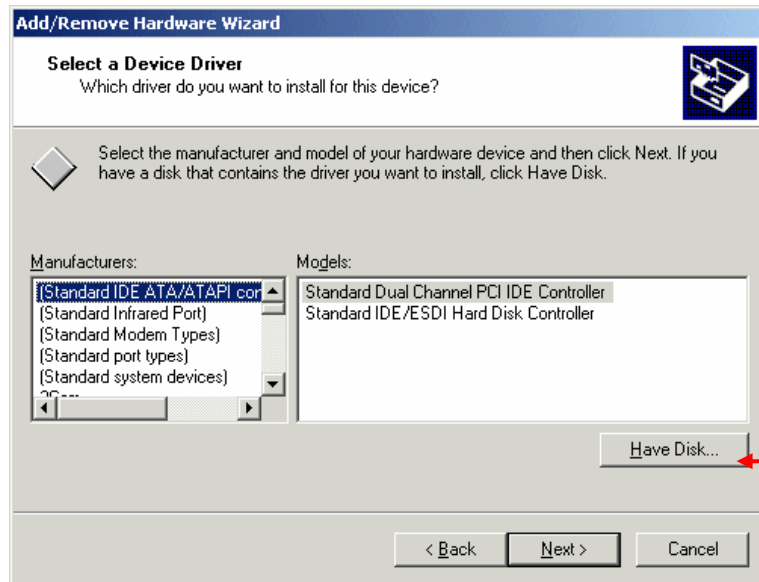 Add/Remove Hardware Wizard
Select a Device Driver
Which driver do you want to install for this device?
Select the manufacturer and model of your hardware device and then click Next. If you
have a disk that contains the driver you want to install, click Have Disk.
Manufacturers:
(Standard IDE ATA/ATAPI con
(Standard Infrared Port)
(Standard Modem Types)
(Standard port types)
(Standard system devices)
Models:
Standard Dual Channel PCI IDE Controller
Standard IDE/ESDI Hard Disk Controller
Have Disk...
< Back
Next >
Cancel